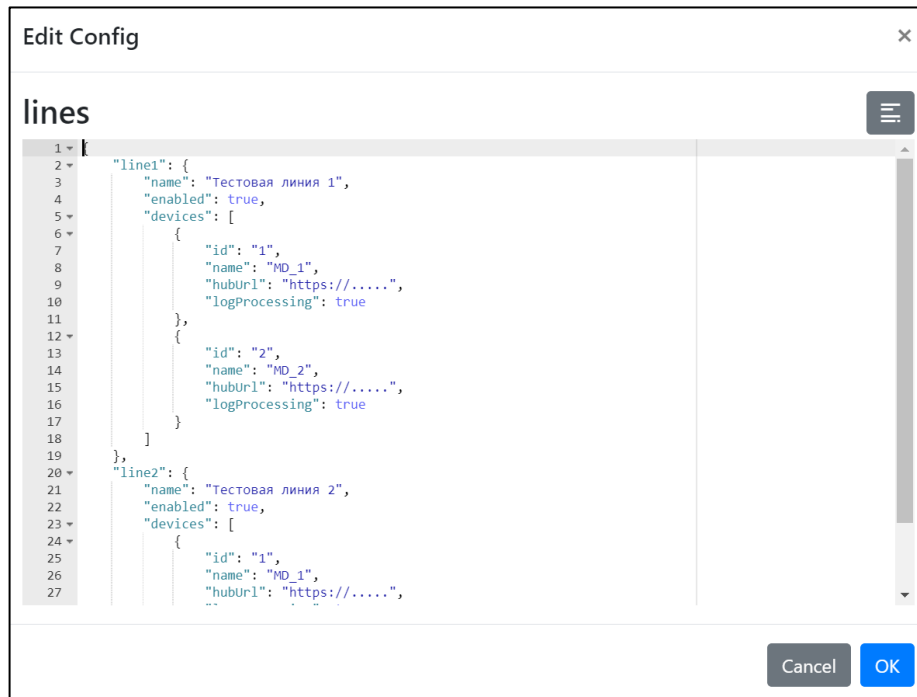 Edit Config
×
lines
1 {
2 "line1": {
3 "name": "Тестовая линия 1",
4 "enabled": true,
5 "devices": [
6 {
7 "id": "1",
8 "name": "MD_1",
9 "hubUrl": "https://.....",
10 "logProcessing": true
11 },
12 {
13 "id": "2",
14 "name": "MD_2",
15 "hubUrl": "https://.....",
16 "logProcessing": true
17 }
18 ]
19 },
20 "line2": {
21 "name": "Тестовая линия 2",
22 "enabled": true,
23 "devices": [
24 {
25 "id": "1",
26 "name": "MD_1",
27 "hubUrl": "https://.....",
Cancel OK